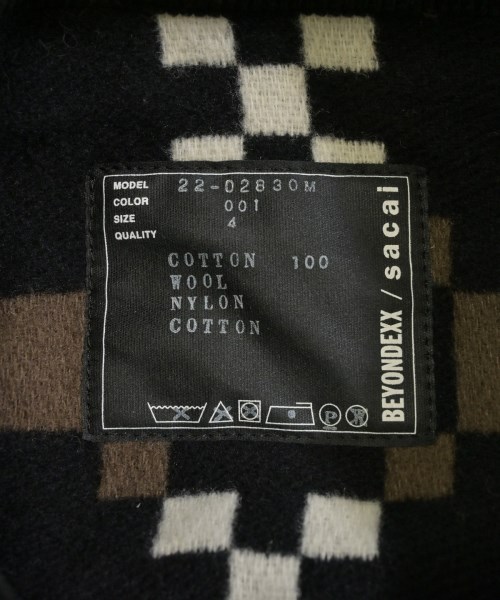 MODEL 22-02830M
COLOR 001
SIZE 4
QUALITY
COTTON 100
WOOL
NYLON
COTTON
P
BEYONDEXX / sacai